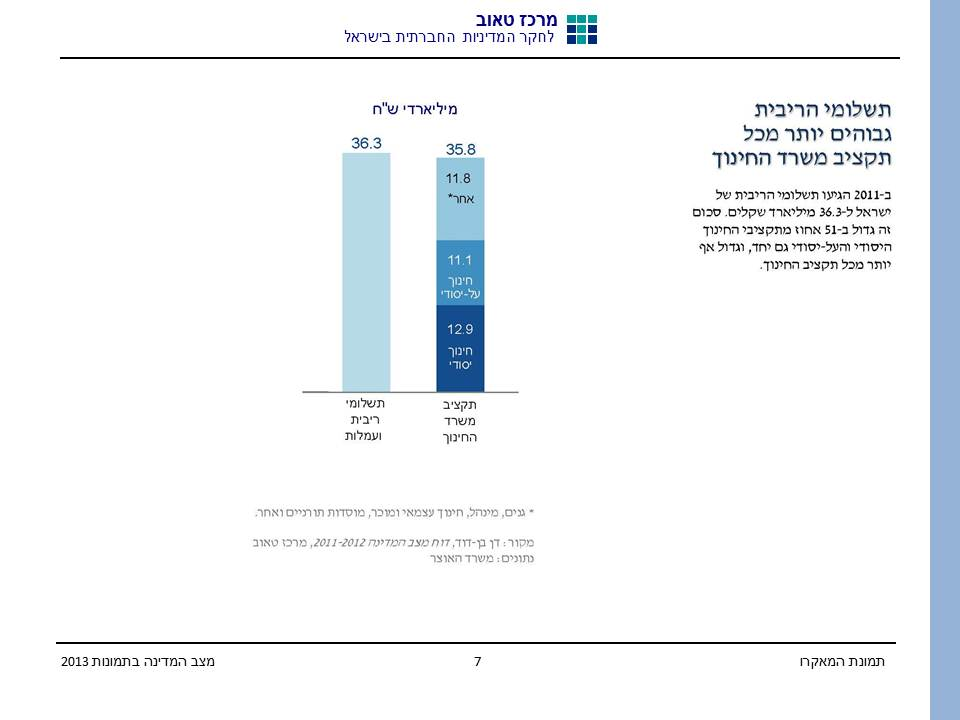 מרכז טאוב
לחקר המדיניות החברתית בישראל
תשלומי הריבית
גבוהים יותר מכל
תקציב משרד החינוך
ב-2011 הגיעו תשלומי הריבית של
ישראל ל-36.3 מיליארד שקלים. סכום
זה גדול ב-51 אחוז מתקציבי החינוך
היסודי והעל-יסודי גם יחד, וגדול אף
יותר מכל תקציב החינוך.
מיליארדי ש"ח
35.8
11.8
אחר*
11.1
חינוך
על-יסודי
12.9
חינוך
יסודי
תקציב
משרד
החינוך
36.3
תשלומי
ריבית
ועמלות
* גנים, מינהל, חינוך עצמאי ומוכר, מוסדות תורניים ואחר.
מקור: דן בן-דוד, דוח מצב המדינה 2011-2012, מרכז טאוב
נתונים: משרד האוצר
תמונת המאקרו
7
מצב המדינה בתמונות 2013